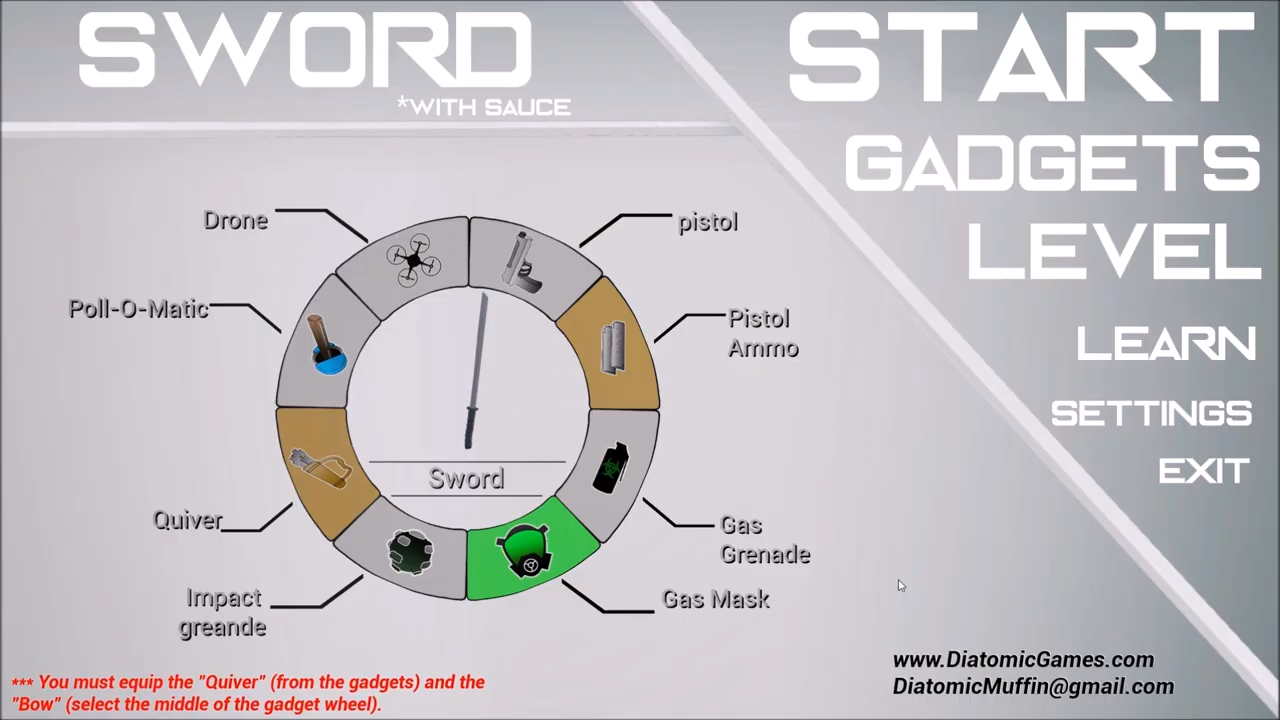 SWORD
*WITH SAUCE
START
GADGETS
LEVEL
LEARN
SETTINGS
EXIT
Drone
pistol
Poll-O-Matic
Pistol
Ammo
Sword
Quiver
Gas
Grenade
Impact
greande
Gas Mask
*** You must equip the "Quiver" (from the gadgets) and the
"Bow" (select the middle of the gadget wheel).
www.DiatomicGames.com
DiatomicMuffin@gmail.com